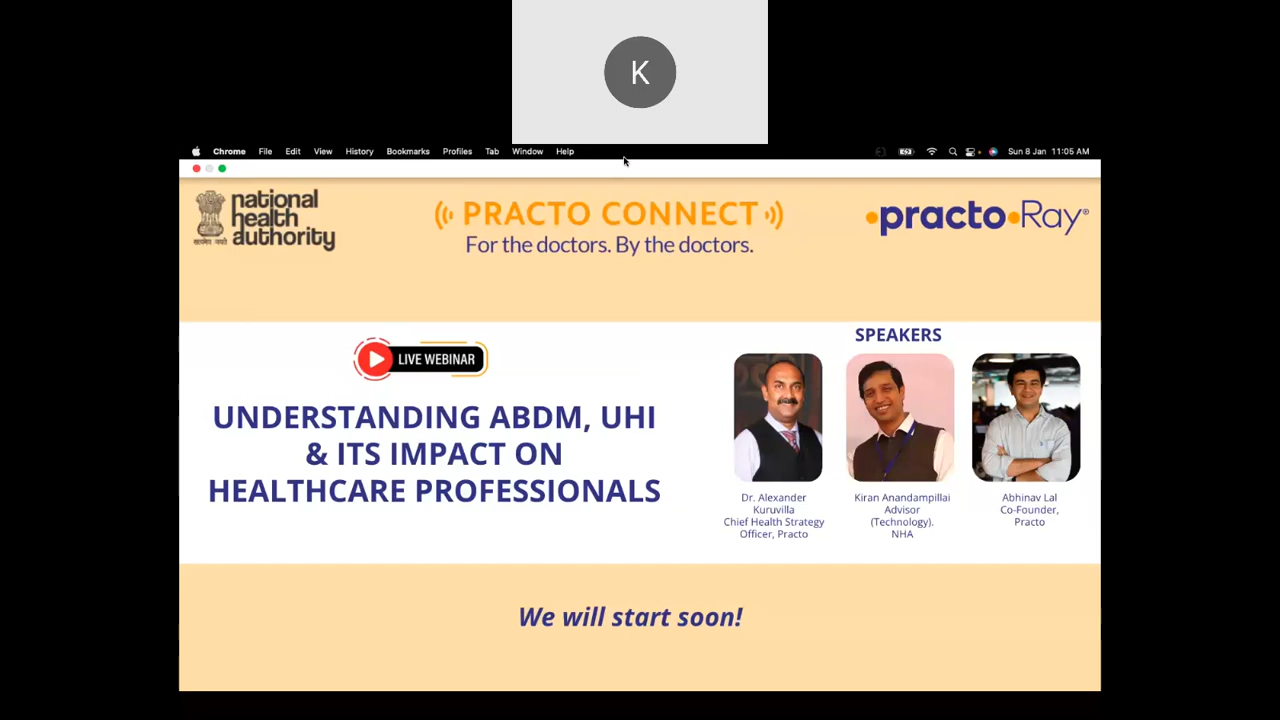 K
Chrome File Edit View History Bookmarks Profiles Tab Window Help
Sun 8 Jan 11:05 AM
national
health
authority
सत्यमेव जयते
PRACTO CONNECT
For the doctors. By the doctors.
practo Ray®
LIVE WEBINAR
UNDERSTANDING ABDM, UHI
& ITS IMPACT ON
HEALTHCARE PROFESSIONALS
SPEAKERS
Dr. Alexander
Kuruvilla
Chief Health Strategy
Officer, Practo
Kiran Anandampillai
Advisor
(Technology).
NHA
Abhinav Lal
Co-Founder,
Practo
We will start soon!